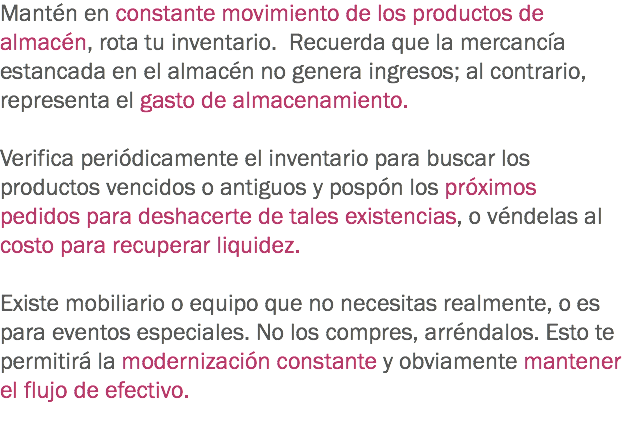 Mantén en constante movimiento de los productos de
almacén, rota tu inventario.  Recuerda que la mercancía
estancada en el almacén no genera ingresos; al contrario,
representa el gasto de almacenamiento.

Verifica periódicamente el inventario para buscar los
productos vencidos o antiguos y pospón los próximos
pedidos para deshacerte de tales existencias, o véndelas al
costo para recuperar liquidez.

Existe mobiliario o equipo que no necesitas realmente, o es
para eventos especiales. No los compres, arréndalos. Esto te
permitirá la modernización constante y obviamente mantener
el flujo de efectivo.